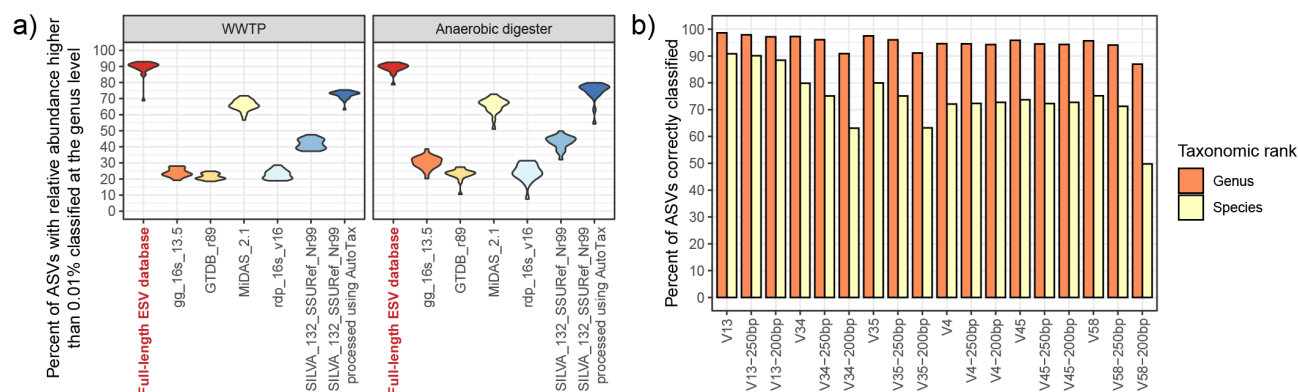 a)
Percent of ASVs with relative abundance higher
than 0.01% classified at the genus level
WWTP
Anaerobic digester
100
90
80
70
60
50
40
30
20
10
0
Full-length ESV database
gg_16s_13.5
GTDB_r89
MiDAS_2.1
rdp_16s_v16
SILVA_132_SSURef_Nr99
SILVA_132_SSURef_Nr99
processed using AutoTax
Full-length ESV database
gg_16s_13.5
GTDB_r89
MiDAS_2.1
rdp_16s_v16
SILVA_132_SSURef_Nr99
SILVA_132_SSURef_Nr99
processed using AutoTax
b)
Percent of ASVs correctly classified
100
90
80
70
60
50
40
30
20
10
0
V13
V13-250bp
V13-200bp
V34
V34-250bp
V34-200bp
V35
V35-250bp
V35-200bp
V4
V4-250bp
V4-200bp
V45
V45-250bp
V45-200bp
V58
V58-250bp
V58-200bp
Taxonomic rank
Genus
Species